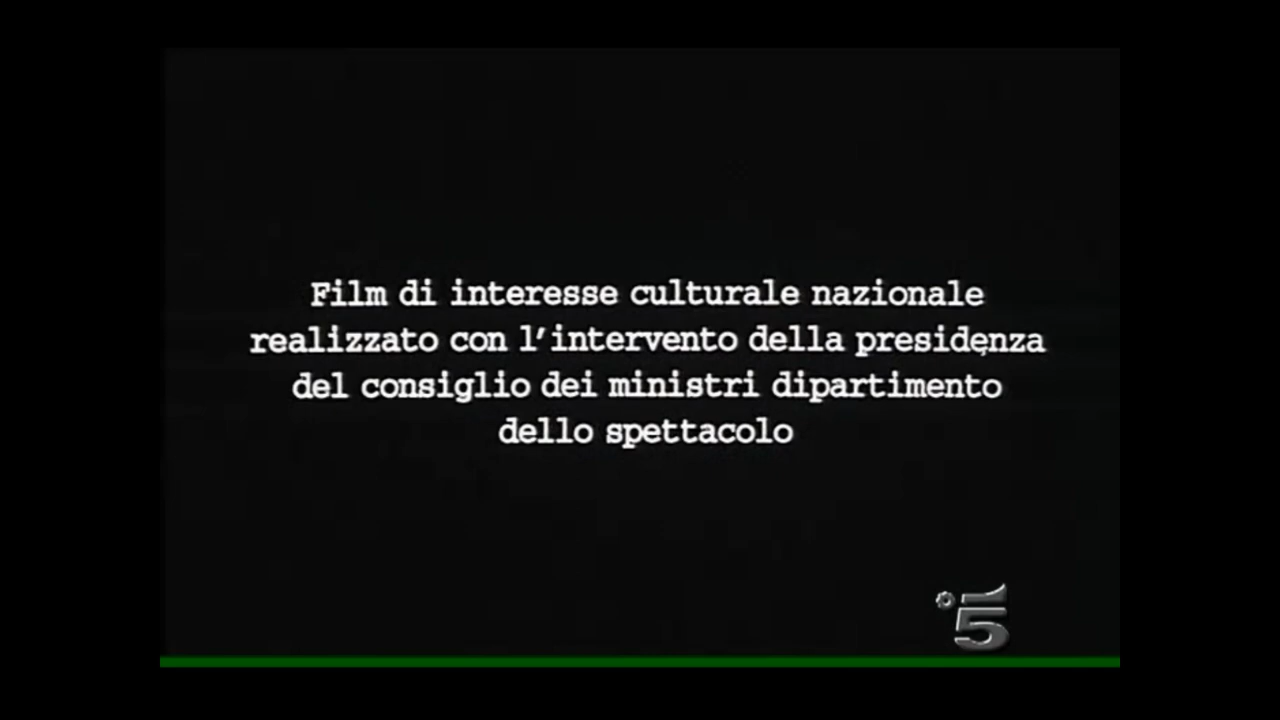 Film di interesse culturale nazionale
realizzato con l'intervento della presidenza
del consiglio dei ministri dipartimento
dello spettacolo
5